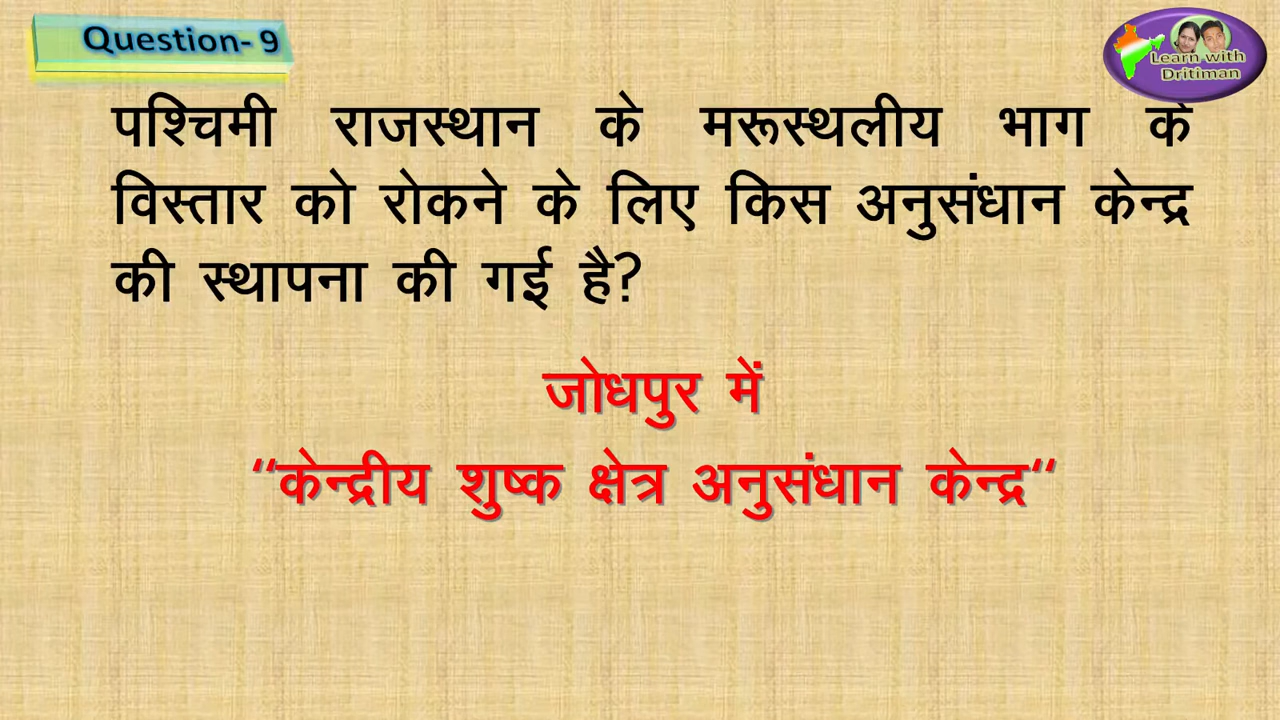 Question- 9
Learn with
Dritiman
पश्चिमी राजस्थान के मरूस्थलीय भाग के
विस्तार को रोकने के लिए किस अनुसंधान केन्द्र
की स्थापना की गई है?
जोधपुर में
“केन्द्रीय शुष्क क्षेत्र अनुसंधान केन्द्र“